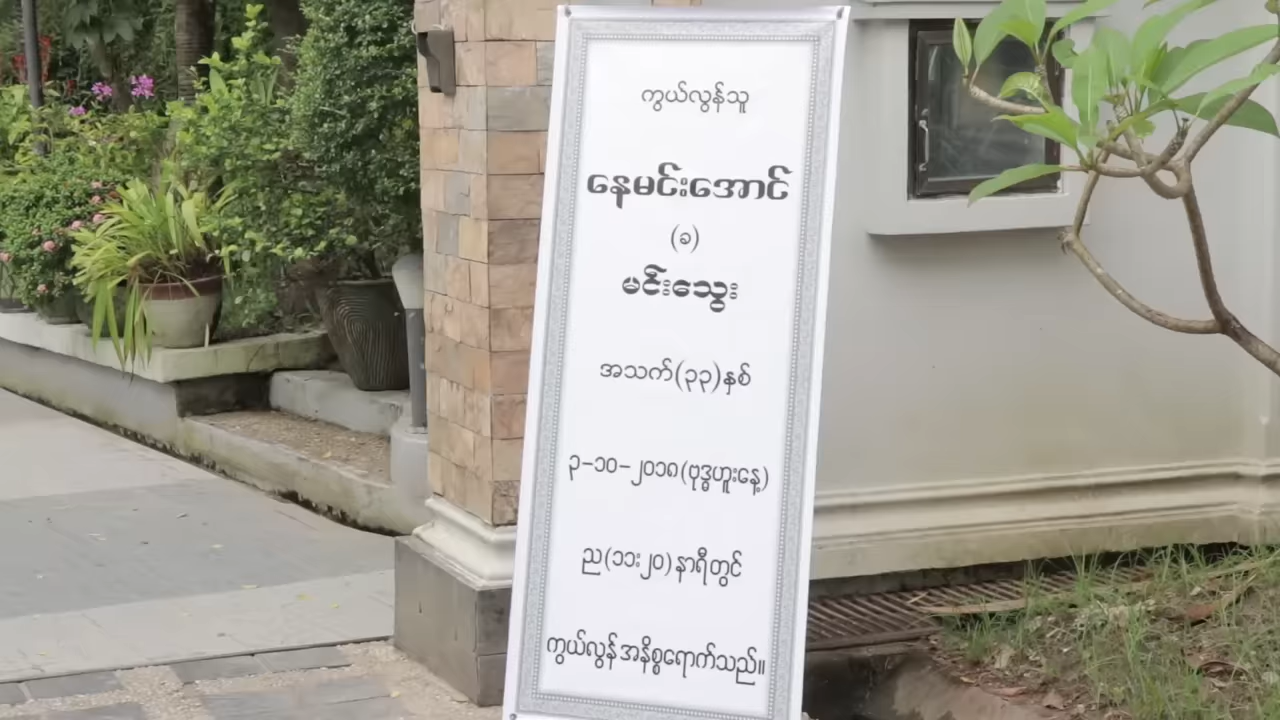 ကွယ်လွန်သူ
နေမင်းအောင်
(ခ)
မင်းသွေး
အသက်(၃၃)နှစ်
၃-၁၀-၂၀၁၈(ဗုဒ္ဓဟူးနေ့)
ည(၁၁:၂၀)နာရီတွင်
ကွယ်လွန်အနိစ္စရောက်သည်။